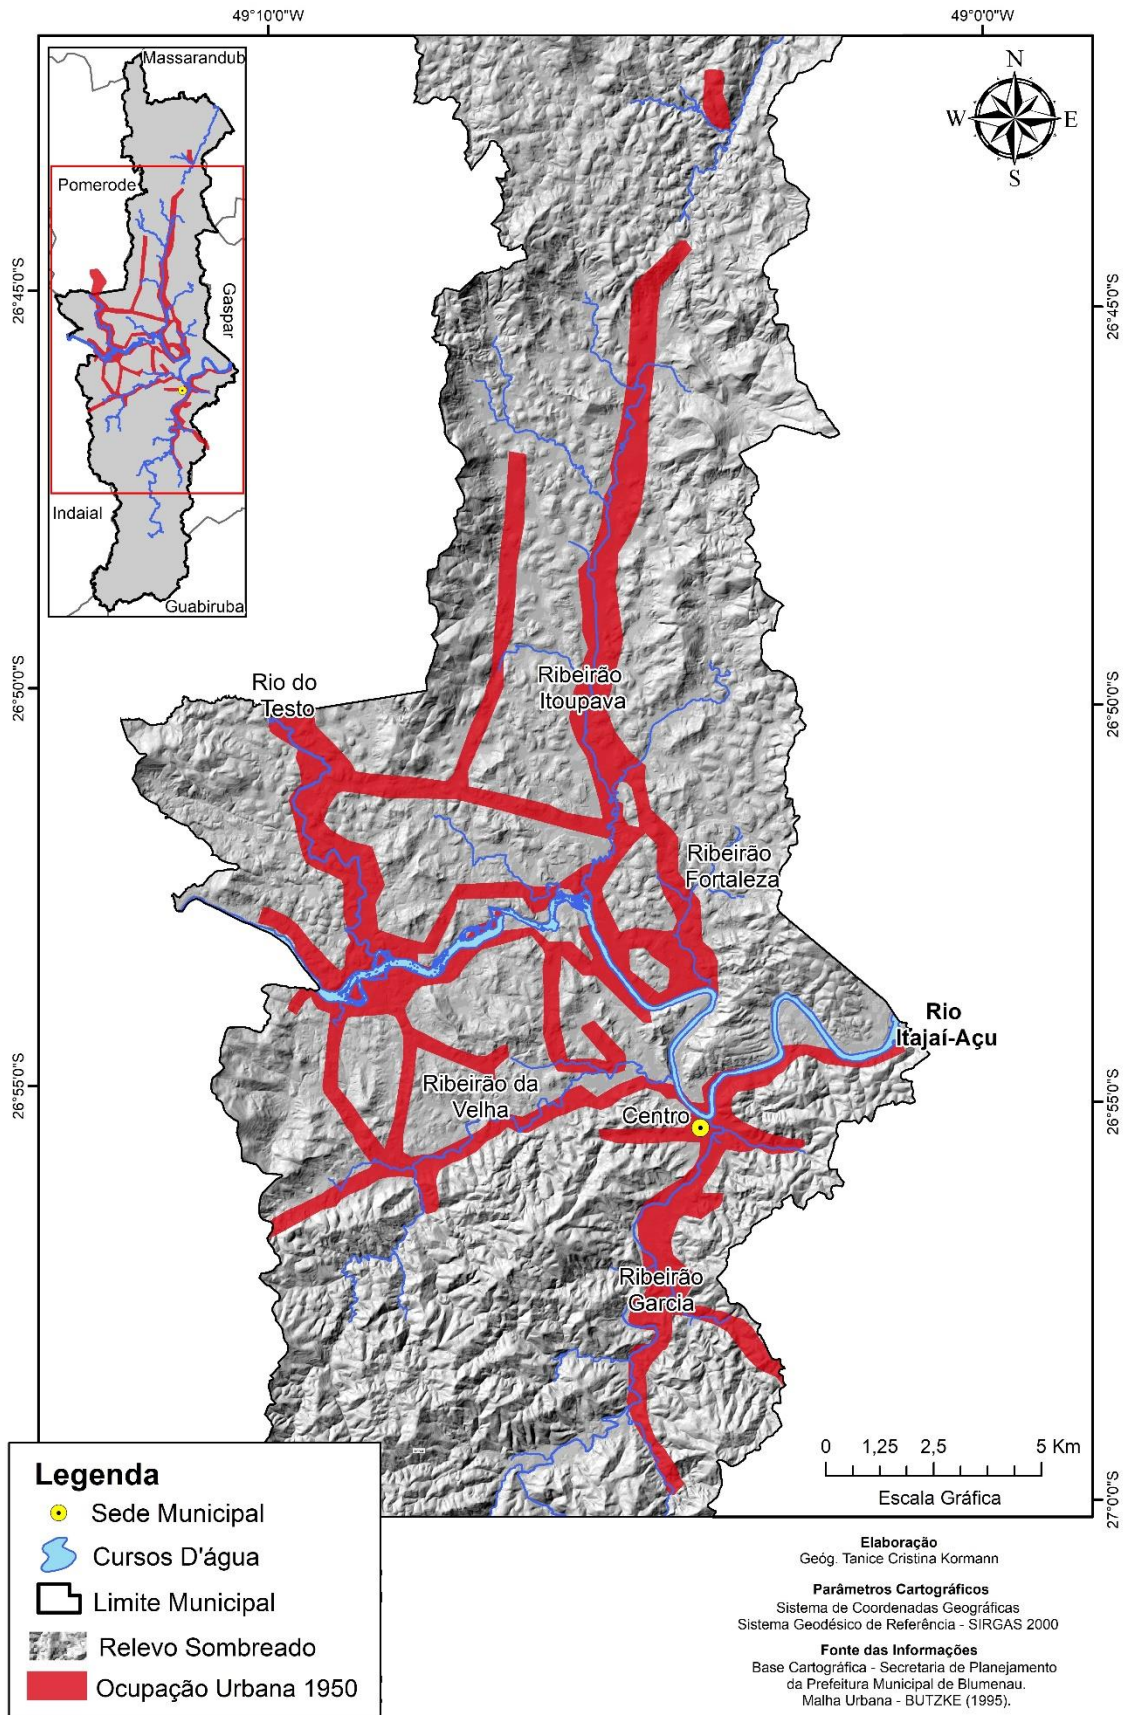 49°10'0"W
49°0'0"W
Massarandub
Pomerode
Gaspar
Indaial
Guabiruba
N
W
E
S
26°45'0"S
26°45'0"S
26°50'0"S
26°50'0"S
26°55'0"S
26°55'0"S
27°0'0"S
Rio do
Testo
Ribeirão
Itoupava
Ribeirão
Fortaleza
Rio
Itajaí-Açu
Ribeirão da
Velha
Centro
Ribeirão
Garcia
0 1,25 2,5 5 Km
Escala Gráfica
Legenda
Sede Municipal
Cursos D'água
Limite Municipal
Relevo Sombreado
Ocupação Urbana 1950
Elaboração
Geóg. Tanice Cristina Kormann
Parâmetros Cartográficos
Sistema de Coordenadas Geográficas
Sistema Geodésico de Referência - SIRGAS 2000
Fonte das Informações
Base Cartográfica - Secretaria de Planejamento
da Prefeitura Municipal de Blumenau.
Malha Urbana - BUTZKE (1995).